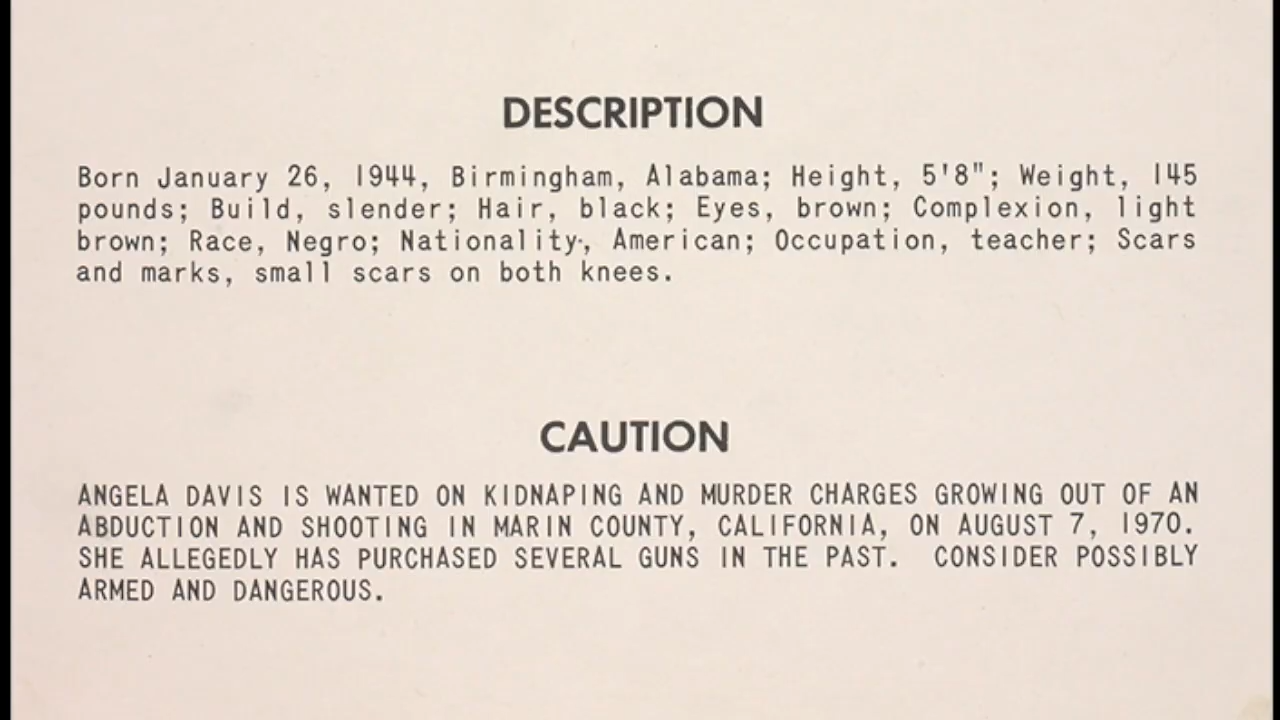 DESCRIPTION
Born January 26, 1944, Birmingham, Alabama; Height, 5'8"; Weight, 145
pounds; Build, slender; Hair, black; Eyes, brown; Complexion, light
brown; Race, Negro; Nationality, American; Occupation, teacher; Scars
and marks, small scars on both knees.
CAUTION
ANGELA DAVIS IS WANTED ON KIDNAPING AND MURDER CHARGES GROWING OUT OF AN
ABDUCTION AND SHOOTING IN MARIN COUNTY, CALIFORNIA, ON AUGUST 7, 1970.
SHE ALLEGEDLY HAS PURCHASED SEVERAL GUNS IN THE PAST.  CONSIDER POSSIBLY
ARMED AND DANGEROUS.